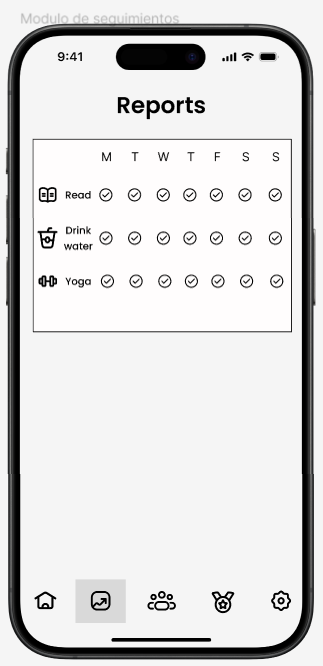 Modulo de seguimientos
9:41
Reports
M T W T F S S
Read
Drink
water
Yoga